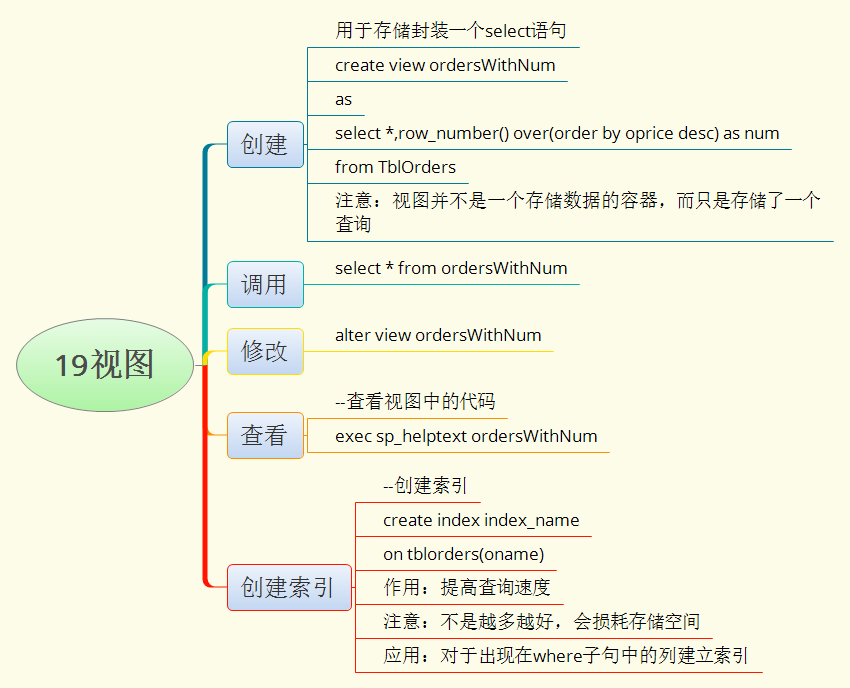 19视图
创建
用于存储封装一个select语句
create view ordersWithNum
as
select *,row_number() over(order by oprice desc) as num
from TblOrders
注意：视图并不是一个存储数据的容器，而只是存储了一个
查询
调用
select * from ordersWithNum
修改
alter view ordersWithNum
查看
--查看视图中的代码
exec sp_helptext ordersWithNum
创建索引
--创建索引
create index index_name
on tblorders(oname)
作用：提高查询速度
注意：不是越多越好，会损耗存储空间
应用：对于出现在where子句中的列建立索引